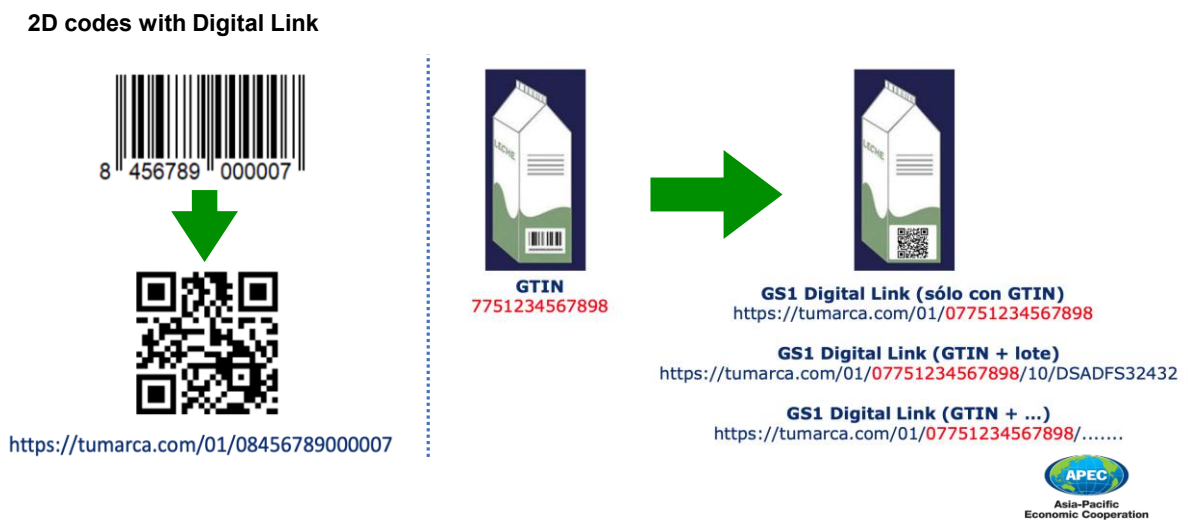 2D codes with Digital Link
8 456789 000007
https://tumarca.com/01/08456789000007
LECHE
GTIN
7751234567898
LECHE
GS1 Digital Link (sólo con GTIN)
https://tumarca.com/01/07751234567898
GS1 Digital Link (GTIN + lote)
https://tumarca.com/01/07751234567898/10/DSADFS32432
GS1 Digital Link (GTIN + ...)
https://tumarca.com/01/07751234567898/.......
APEC
Asia-Pacific
Economic Cooperation